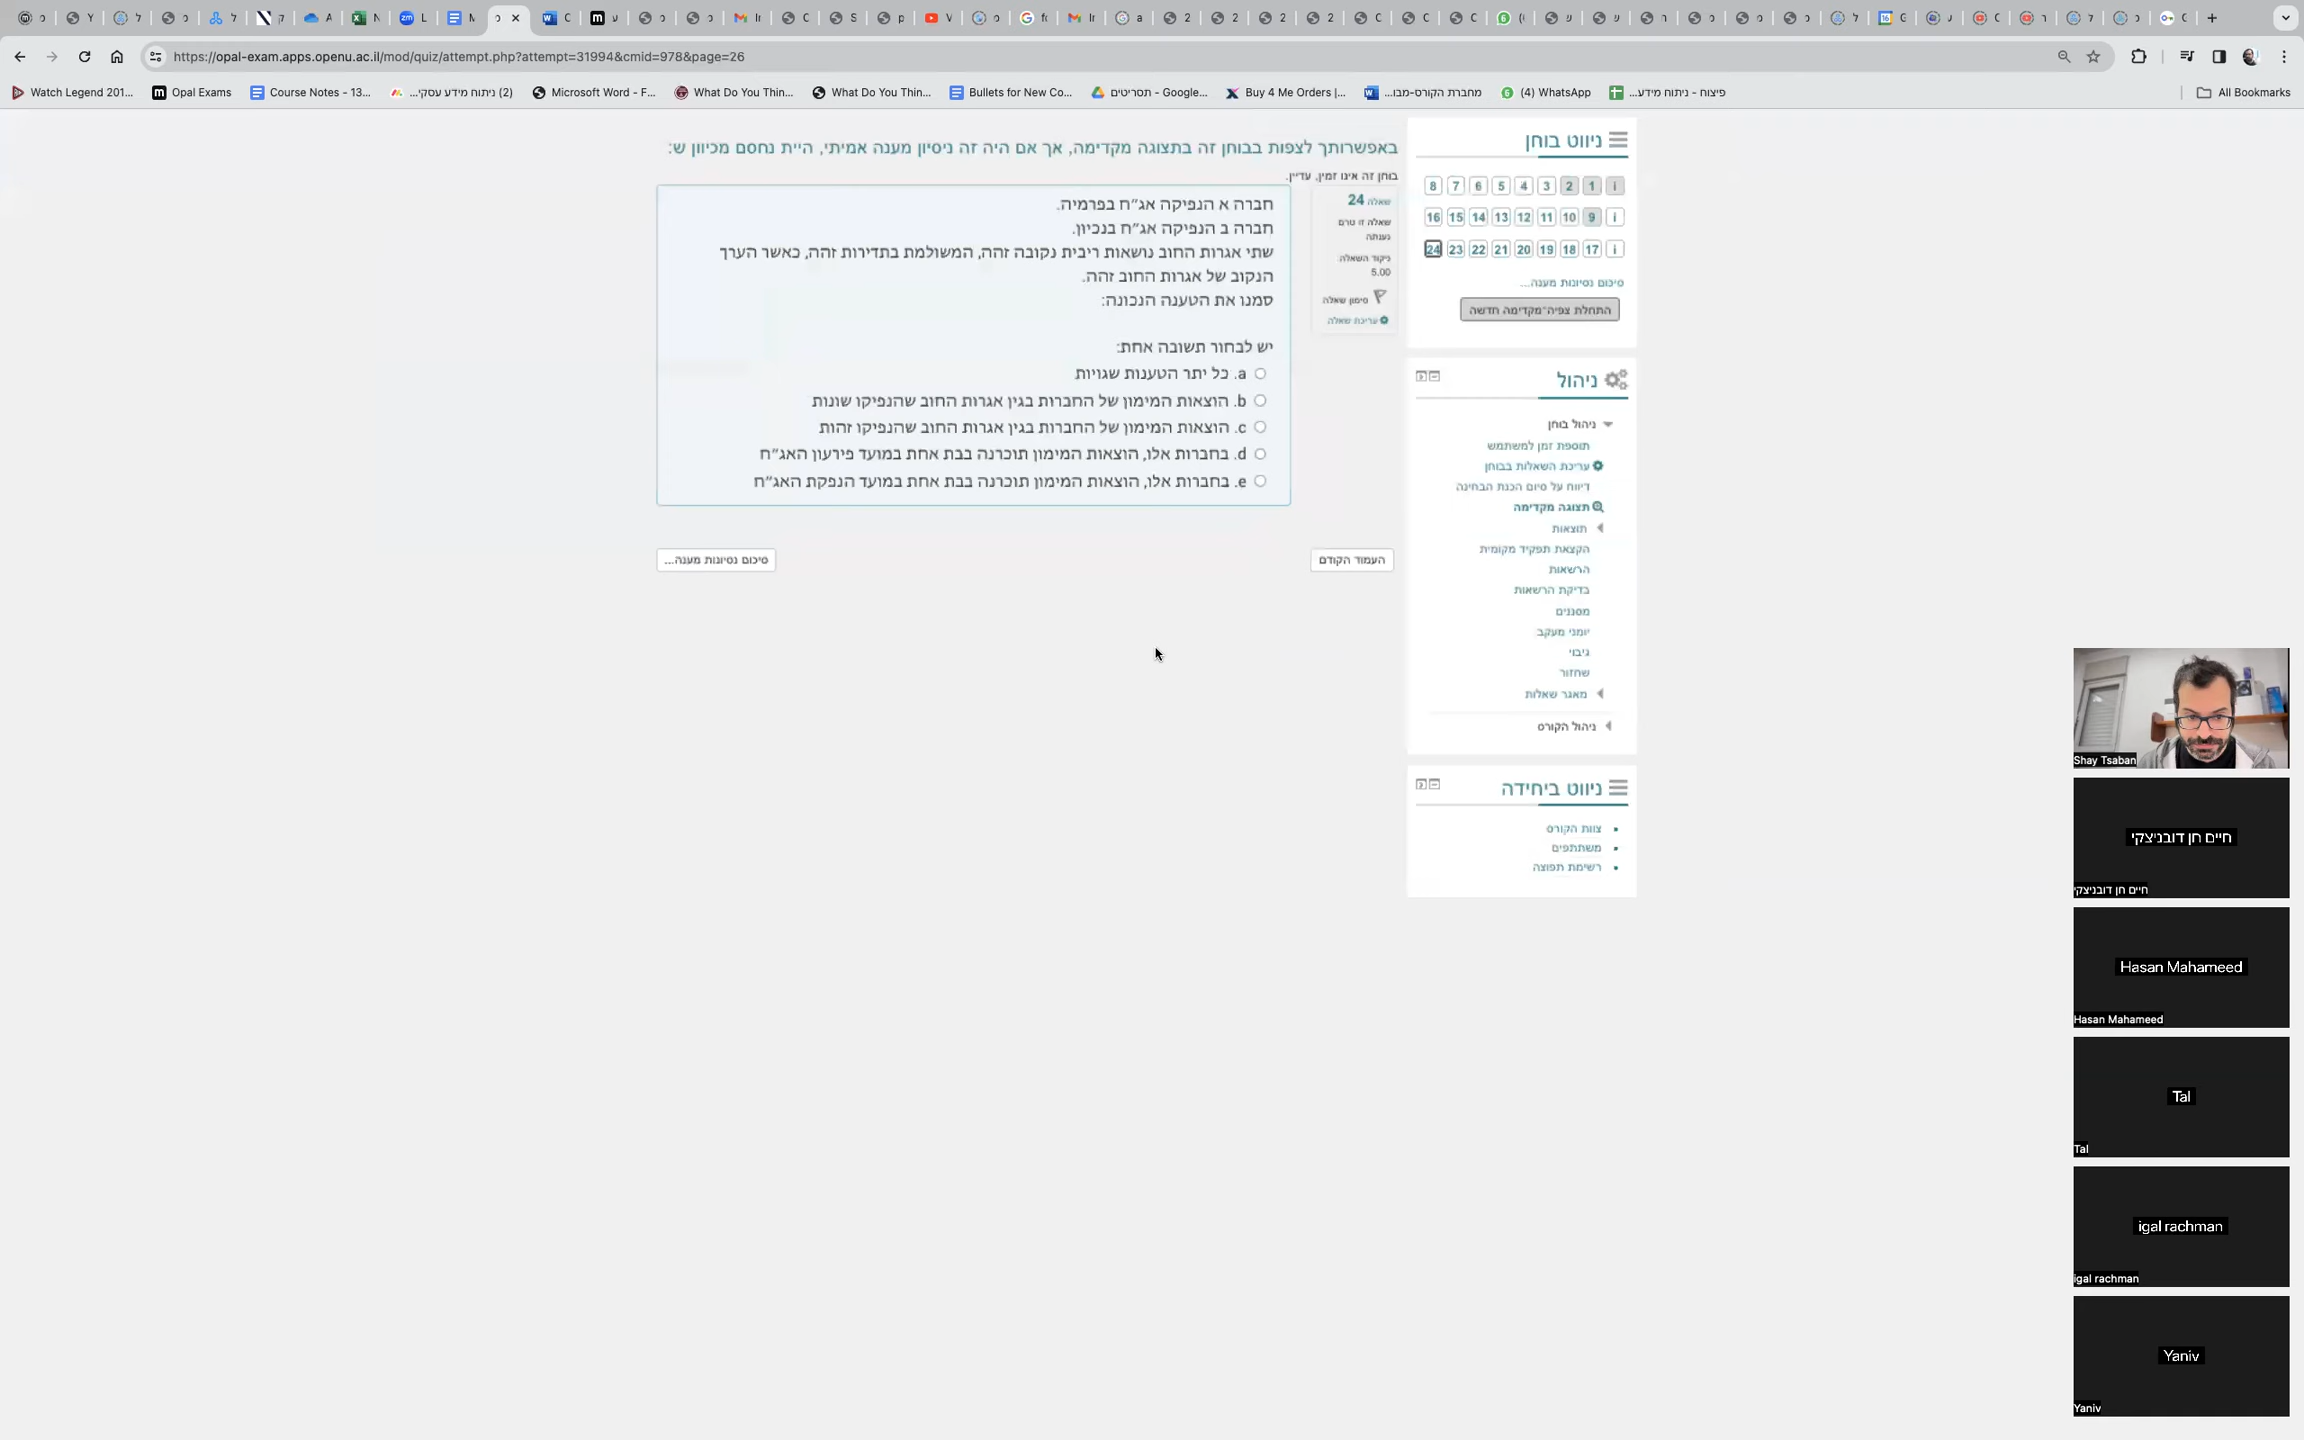 https://opal-exam.apps.openu.ac.il/mod/quiz/attempt.php?attempt=31994&cmid=978&page=26
Watch Legend 201...
Opal Exams
Course Notes - 13...
(2) ניתוח מידע עסקי...
Microsoft Word - F...
What Do You Thin...
What Do You Thin...
Bullets for New Co...
תסריטים - Google...
Buy 4 Me Orders |...
מחברת הקורס-מבו...
(4) WhatsApp
פיצוח - ניתוח מידע...
All Bookmarks
באפשרותך לצפות בבוחן זה בתצוגה מקדימה, אך אם היה זה ניסיון מענה אמיתי, היית נחסם מכיוון ש:
בוחן זה אינו זמין, עדיין.
שאלה 24
שאלה זו טרם
נענתה
ניקוד השאלה
5.00
סימון שאלה
עריכת שאלה
חברה א הנפיקה אג"ח בפרמיה.
חברה ב הנפיקה אג"ח בנכיון.
שתי אגרות החוב נושאות ריבית נקובה זהה, המשולמת בתדירות זהה, כאשר הערך
הנקוב של אגרות החוב זהה.
סמנו את הטענה הנכונה:
יש לבחור תשובה אחת:
a. כל יתר הטענות שגויות
b. הוצאות המימון של החברות בגין אגרות החוב שהנפיקו שונות
c. הוצאות המימון של החברות בגין אגרות החוב שהנפיקו זהות
d. בחברות אלו, הוצאות המימון תוכרנה בבת אחת במועד פירעון האג"ח
e. בחברות אלו, הוצאות המימון תוכרנה בבת אחת במועד הנפקת האג"ח
העמוד הקודם
סיכום נסיונות מענה...
ניווט בוחן
i 1 2 3 4 5 6 7 8
i 9 10 11 12 13 14 15 16
i 17 18 19 20 21 22 23 24
סיכום נסיונות מענה...
התחלת צפיה־מקדימה חדשה
ניהול
ניהול בוחן
תוספת זמן למשתמש
עריכת השאלות בבוחן
דיווח על סיום הכנת הבחינה
תצוגה מקדימה
תוצאות
הקצאת תפקיד מקומית
הרשאות
בדיקת הרשאות
מסננים
יומני מעקב
גיבוי
שחזור
מאגר שאלות
ניהול הקורס
ניווט ביחידה
צוות הקורס
משתתפים
רשימת תפוצה
Shay Tsaban
חיים חן דובניצקי
חיים חן דובניצקי
Hasan Mahameed
Hasan Mahameed
Tal
Tal
igal rachman
igal rachman
Yaniv
Yaniv